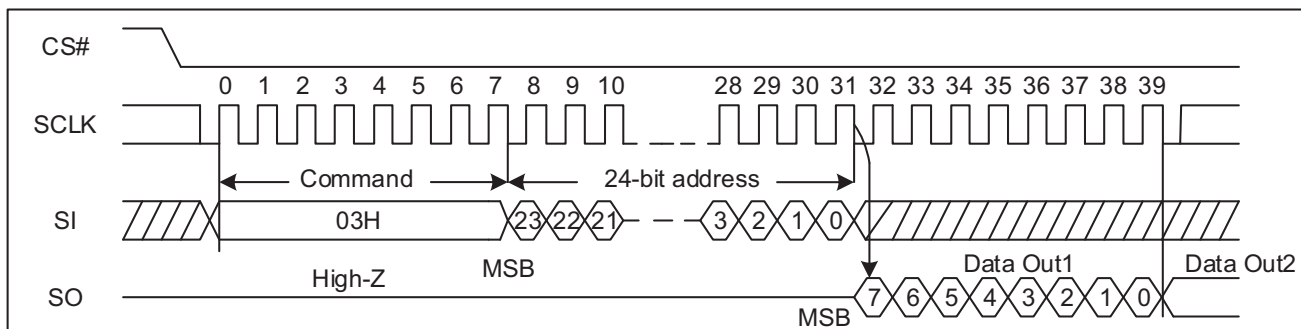 CS#
0 1 2 3 4 5 6 7 8 9 10 28 29 30 31 32 33 34 35 36 37 38 39
SCLK
Command 24-bit address
SI 03H 23 22 21 3 2 1 0
High-Z MSB Data Out1 Data Out2
SO 7 6 5 4 3 2 1 0
MSB